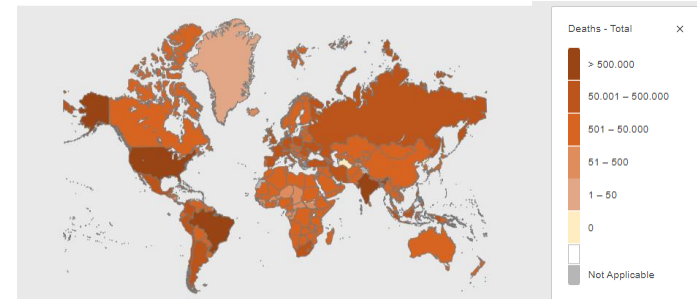 Deaths - Total ×
> 500.000
50.001 – 500.000
501 – 50.000
51 – 500
1 – 50
0
Not Applicable